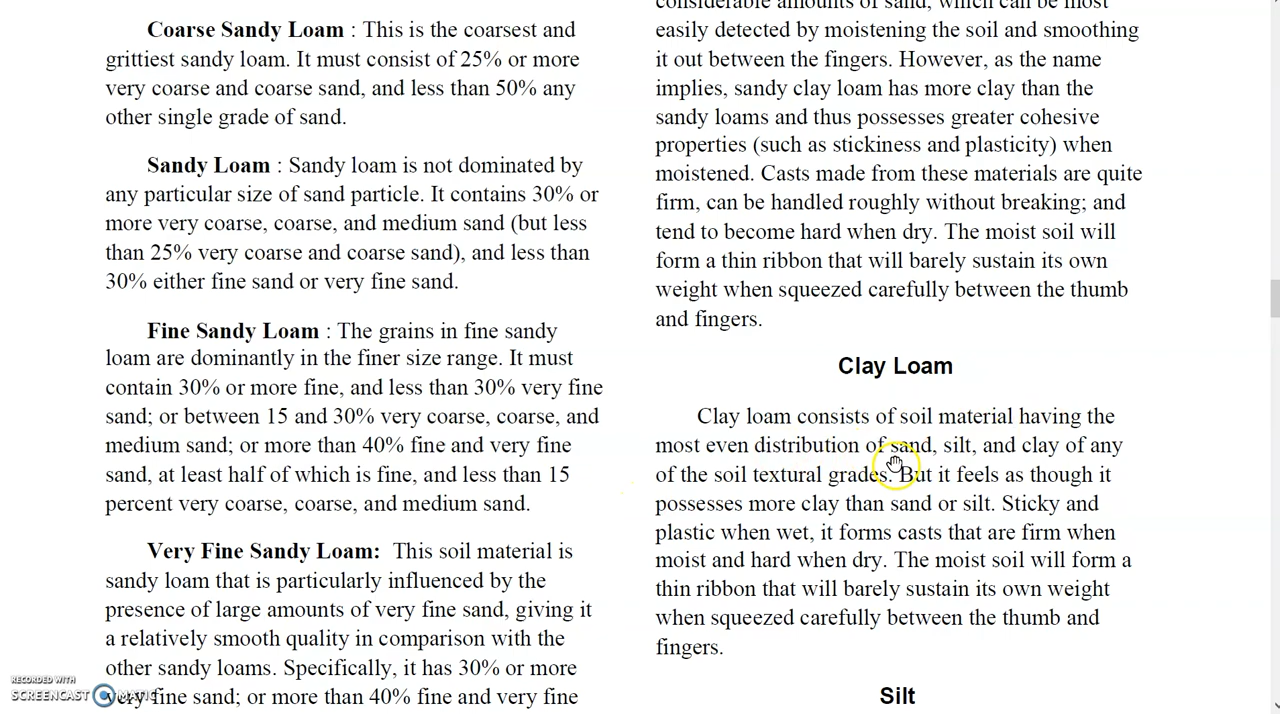 Coarse Sandy Loam : This is the coarsest and
grittiest sandy loam. It must consist of 25% or more
very coarse and coarse sand, and less than 50% any
other single grade of sand.
Sandy Loam : Sandy loam is not dominated by
any particular size of sand particle. It contains 30% or
more very coarse, coarse, and medium sand (but less
than 25% very coarse and coarse sand), and less than
30% either fine sand or very fine sand.
Fine Sandy Loam : The grains in fine sandy
loam are dominantly in the finer size range. It must
contain 30% or more fine, and less than 30% very fine
sand; or between 15 and 30% very coarse, coarse, and
medium sand; or more than 40% fine and very fine
sand, at least half of which is fine, and less than 15
percent very coarse, coarse, and medium sand.
Very Fine Sandy Loam: This soil material is
sandy loam that is particularly influenced by the
presence of large amounts of very fine sand, giving it
a relatively smooth quality in comparison with the
other sandy loams. Specifically, it has 30% or more
very fine sand; or more than 40% fine and very fine
considerable amounts of sand, which can be most
easily detected by moistening the soil and smoothing
it out between the fingers. However, as the name
implies, sandy clay loam has more clay than the
sandy loams and thus possesses greater cohesive
properties (such as stickiness and plasticity) when
moistened. Casts made from these materials are quite
firm, can be handled roughly without breaking; and
tend to become hard when dry. The moist soil will
form a thin ribbon that will barely sustain its own
weight when squeezed carefully between the thumb
and fingers.
Clay Loam
Clay loam consists of soil material having the
most even distribution of sand, silt, and clay of any
of the soil textural grades. But it feels as though it
possesses more clay than sand or silt. Sticky and
plastic when wet, it forms casts that are firm when
moist and hard when dry. The moist soil will form a
thin ribbon that will barely sustain its own weight
when squeezed carefully between the thumb and
fingers.
Silt
RECORDED WITH
SCREENCAST MATIC